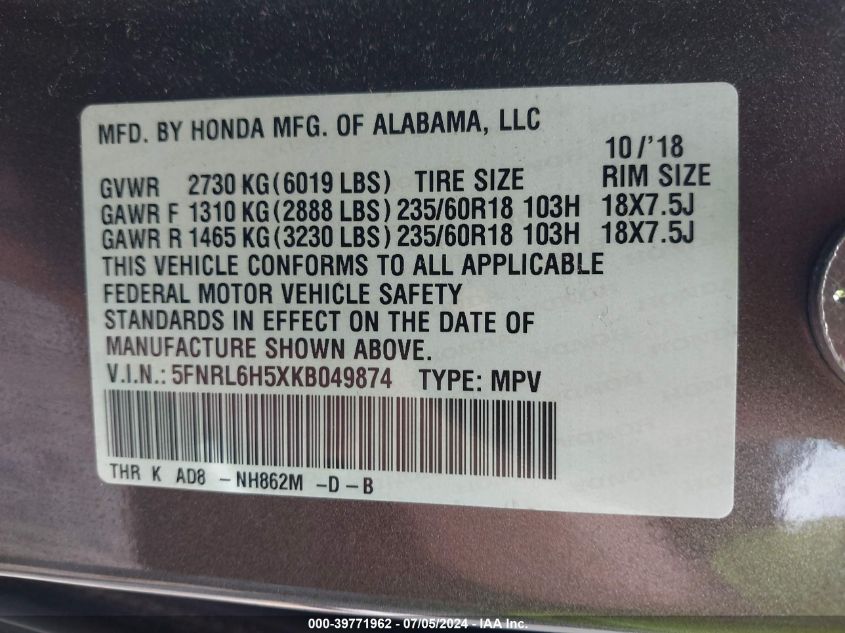 MFD. BY HONDA MFG. OF ALABAMA, LLC
10/'18
GVWR 2730 KG(6019 LBS) TIRE SIZE RIM SIZE
GAWR F 1310 KG(2888 LBS) 235/60R18 103H 18X7.5J
GAWR R 1465 KG(3230 LBS) 235/60R18 103H 18X7.5J
THIS VEHICLE CONFORMS TO ALL APPLICABLE
FEDERAL MOTOR VEHICLE SAFETY
STANDARDS IN EFFECT ON THE DATE OF
MANUFACTURE SHOWN ABOVE.
V.I.N.: 5FNRL6H5XKB049874 TYPE: MPV
THR K AD8 -NH862M -D-B
000-39771962 / 07/05/2024 - IAA Inc.